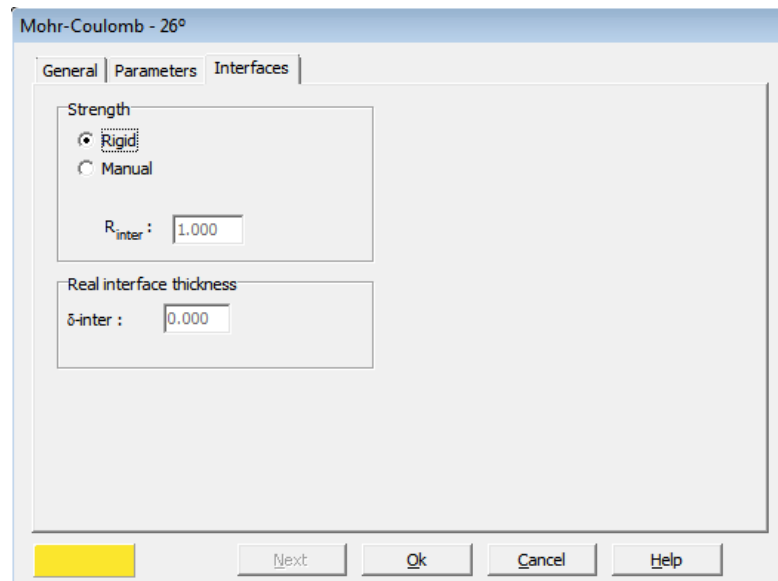 Mohr-Coulomb - 26º
General Parameters Interfaces
Strength
Rigid
Manual
Rinter : 1.000
Real interface thickness
δ-inter : 0.000
Next Ok Cancel Help